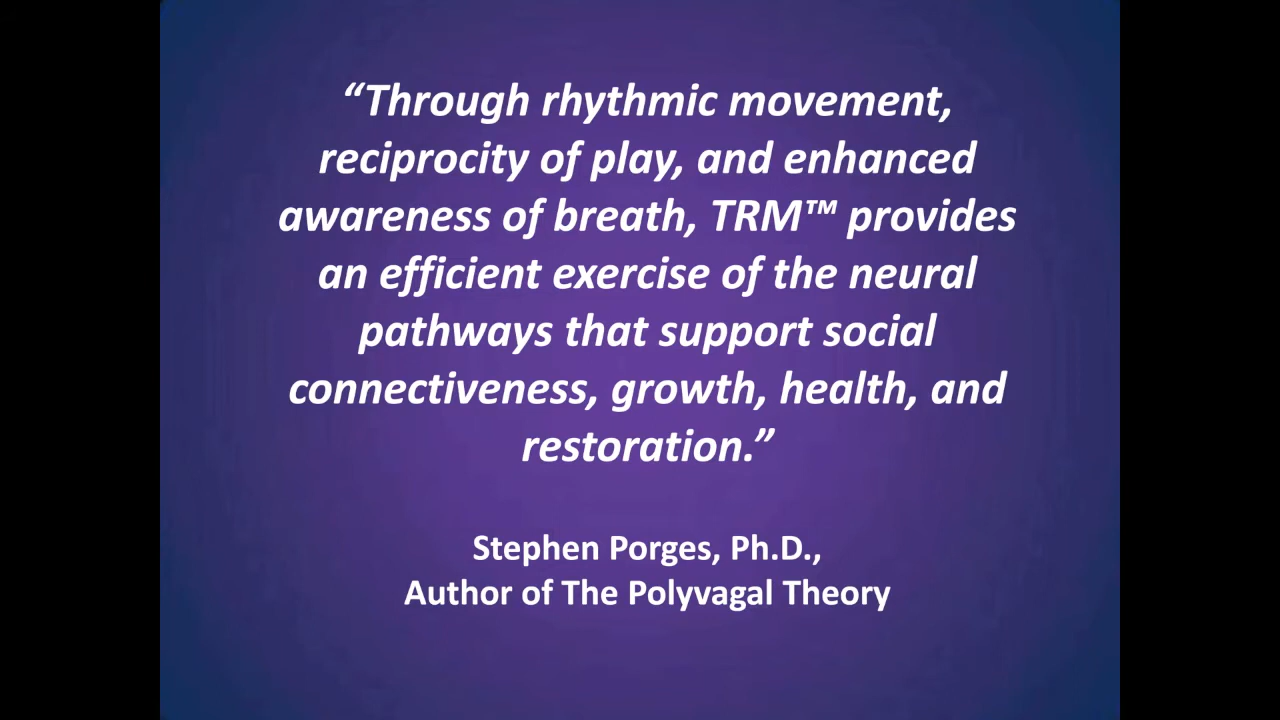 “Through rhythmic movement,
reciprocity of play, and enhanced
awareness of breath, TRM™ provides
an efficient exercise of the neural
pathways that support social
connectiveness, growth, health, and
restoration.”
Stephen Porges, Ph.D.,
Author of The Polyvagal Theory